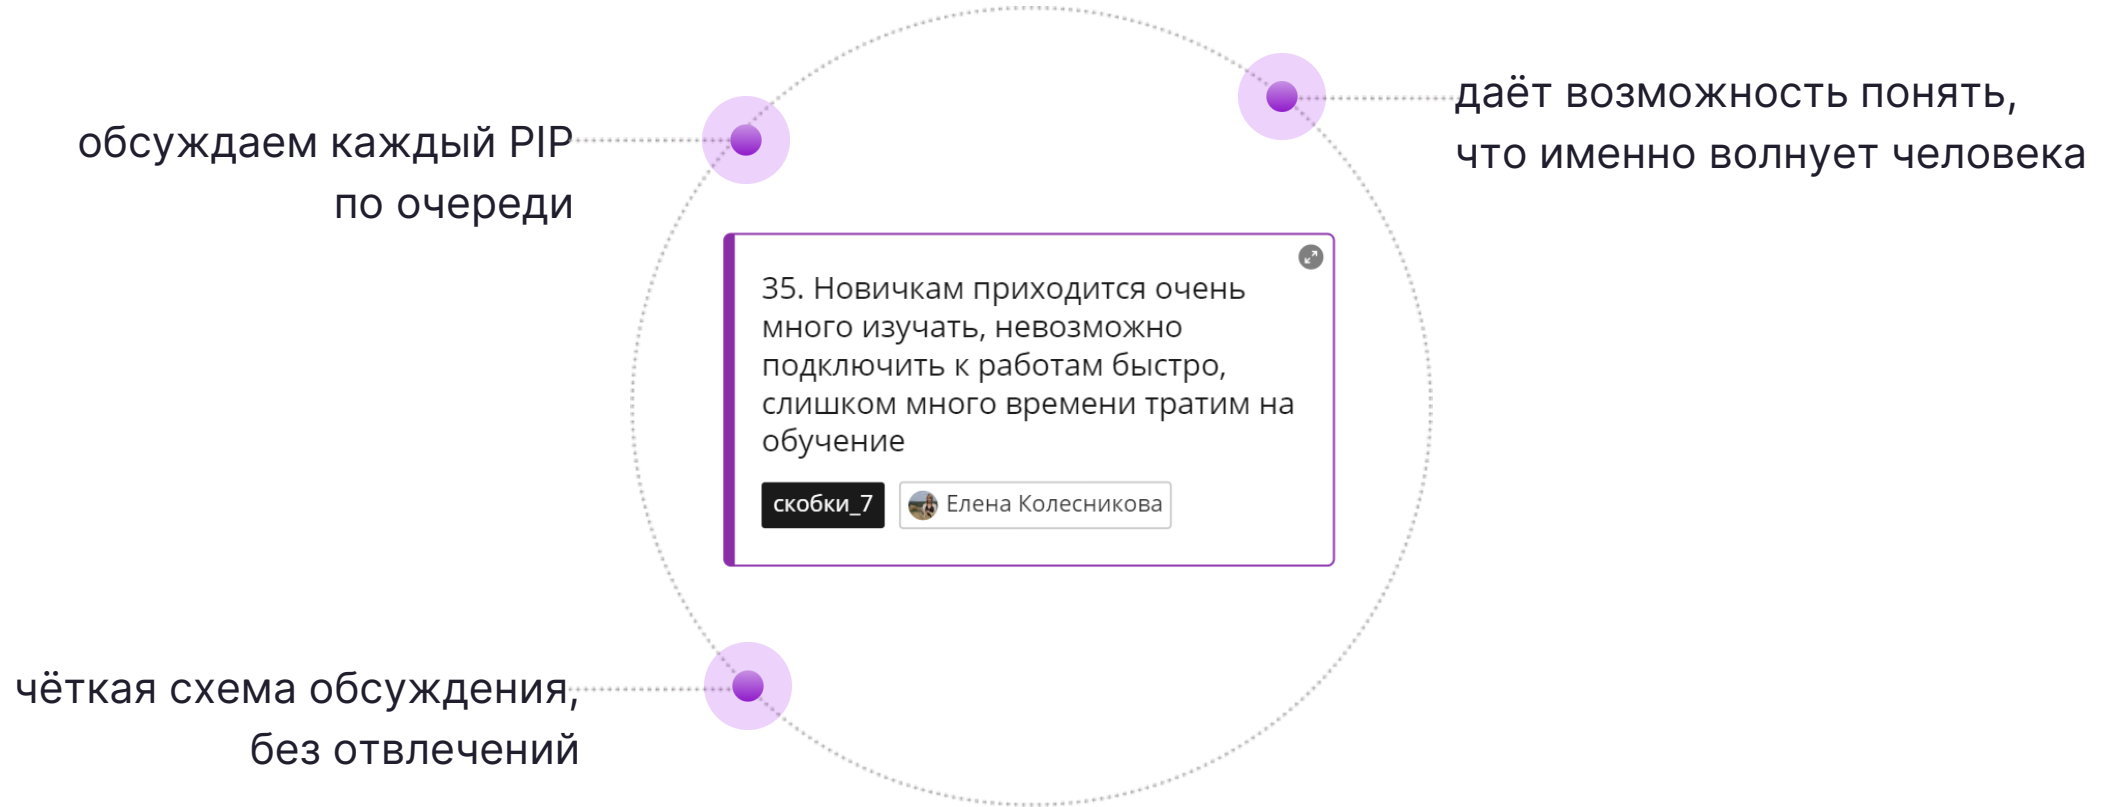 обсуждаем каждый PIP
по очереди
даёт возможность понять,
что именно волнует человека
35. Новичкам приходится очень
много изучать, невозможно
подключить к работам быстро,
слишком много времени тратим на
обучение
скобки_7
Елена Колесникова
чёткая схема обсуждения,
без отвлечений